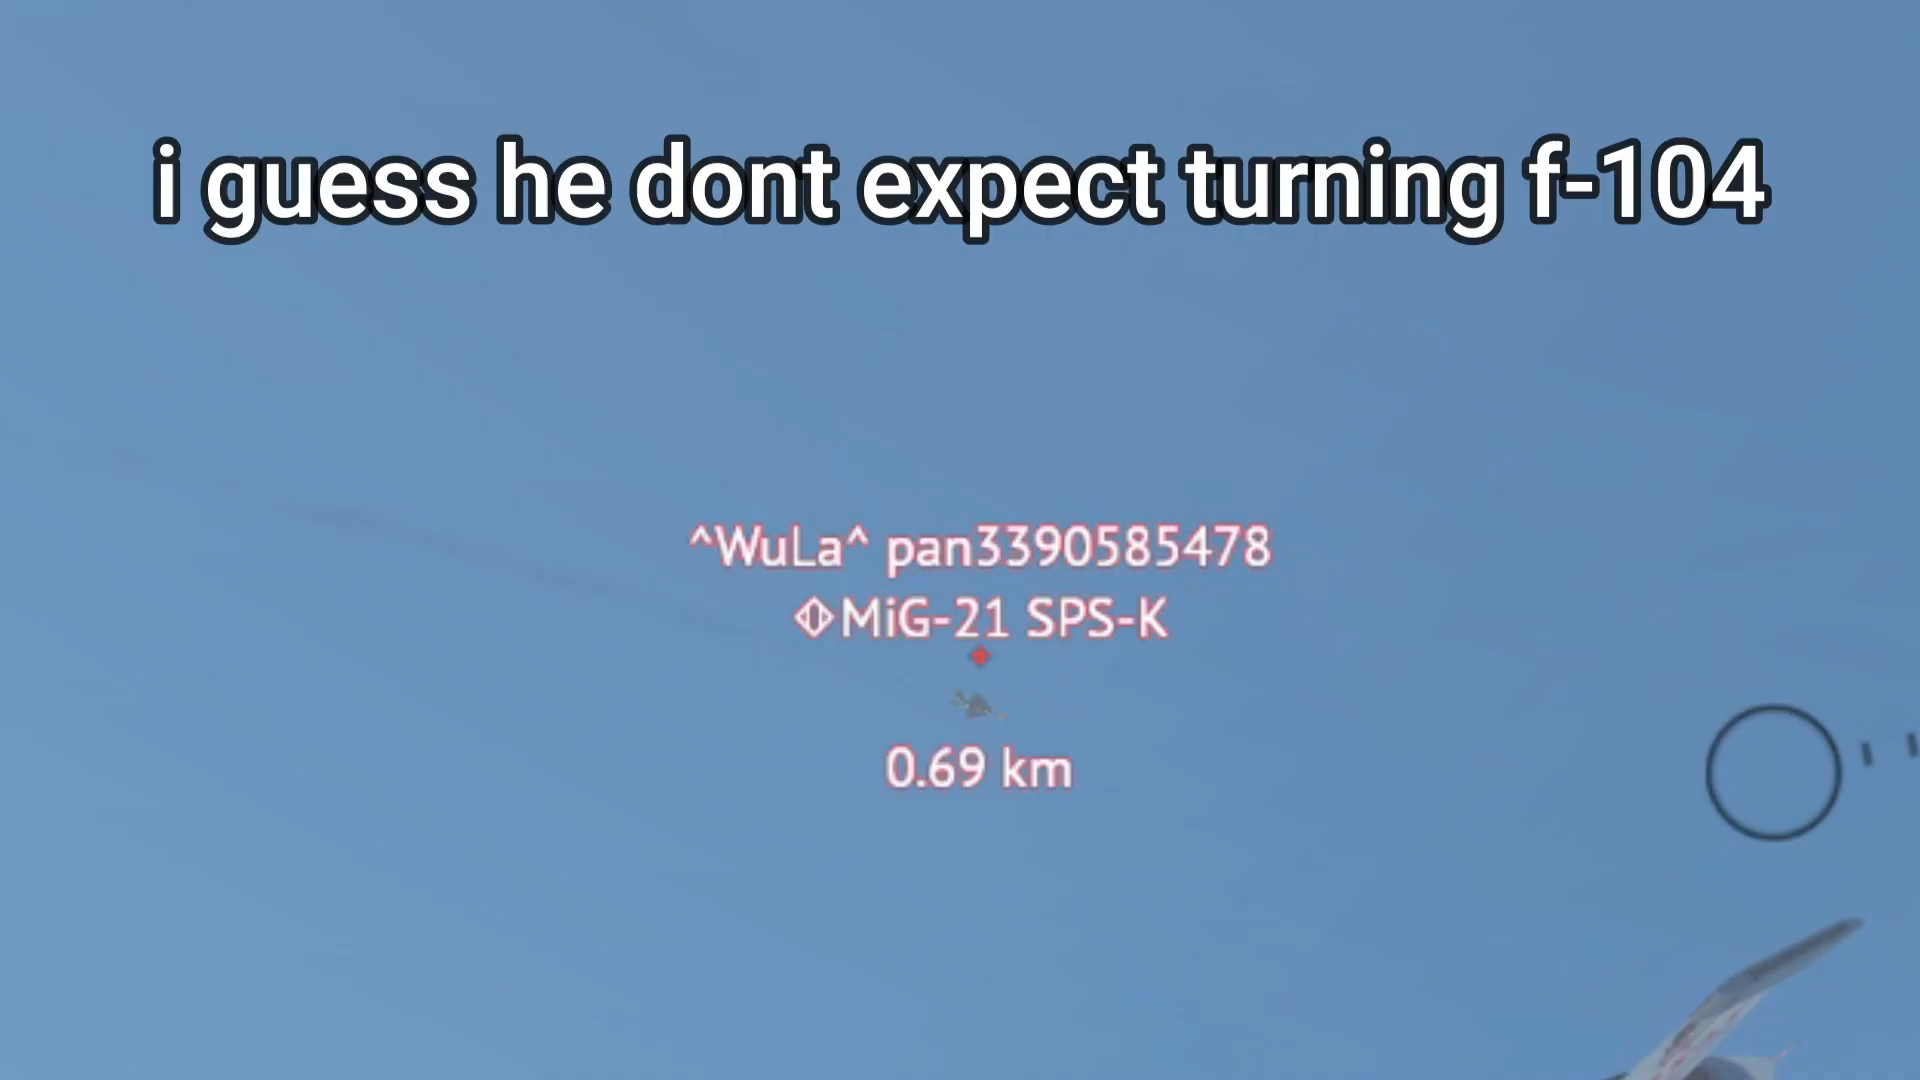 i guess he dont expect turning f-104
^WuLa^ pan3390585478
MiG-21 SPS-K
0.69 km